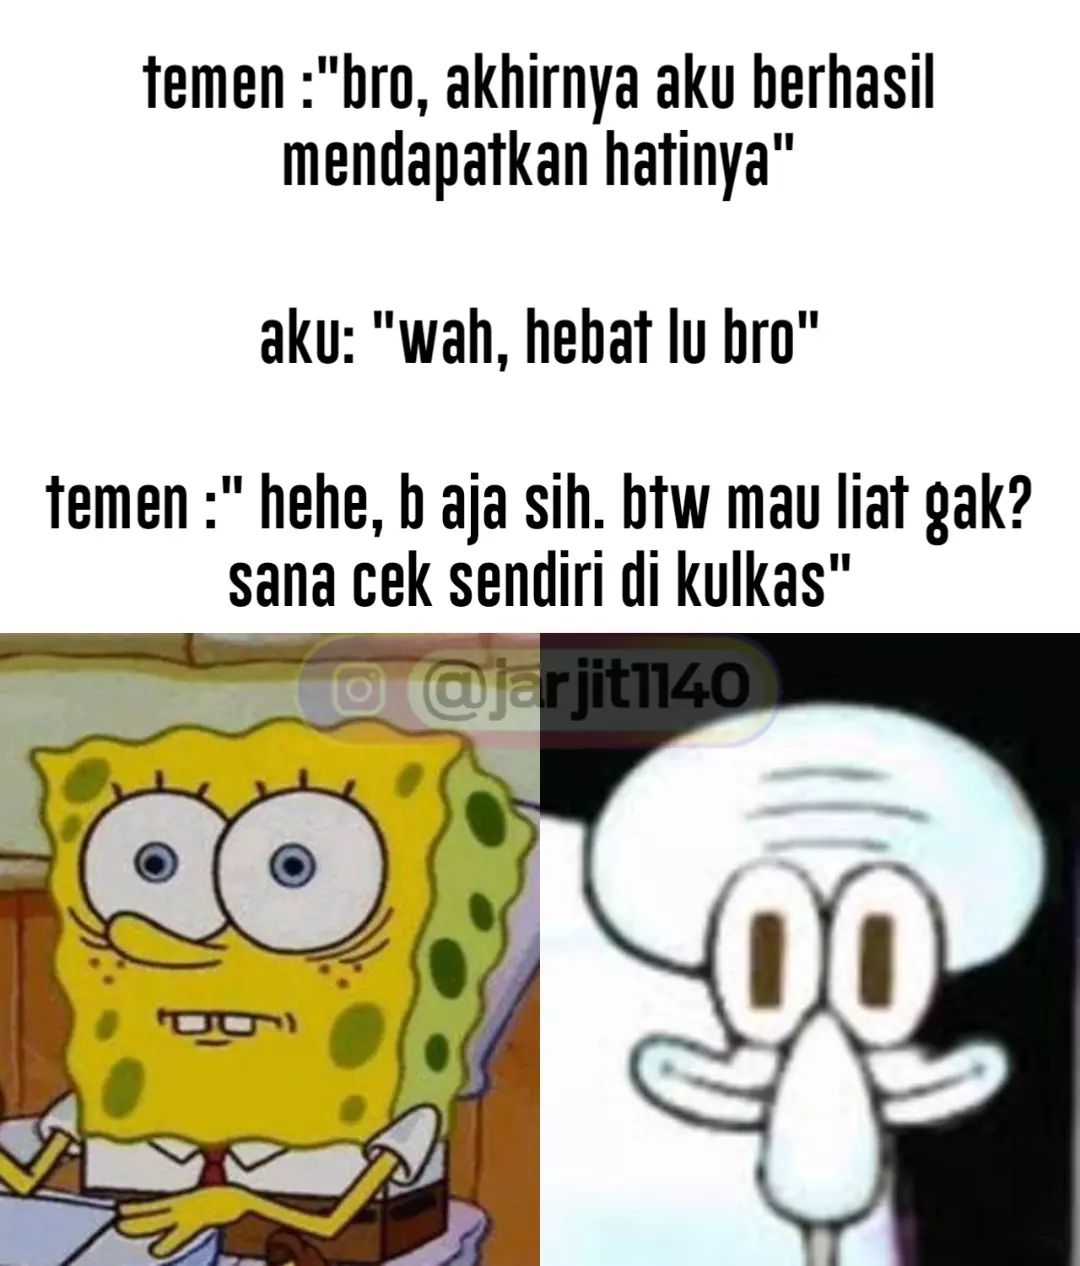 temen :"bro, akhirnya aku berhasil
mendapatkan hatinya"
aku: "wah, hebat lu bro"
temen :" hehe, b aja sih. btw mau liat gak?
sana cek sendiri di kulkas"
@jarjit1140